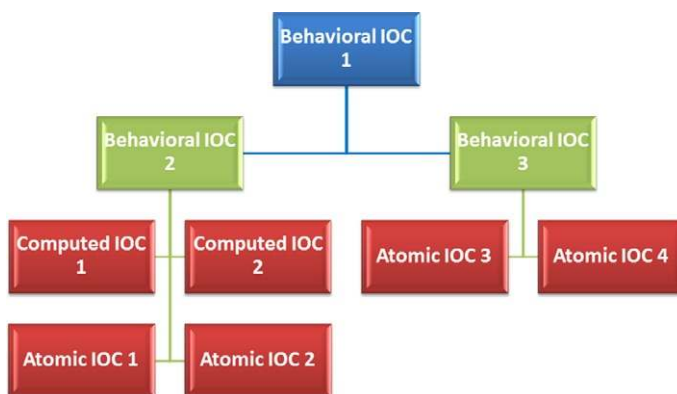 Behavioral IOC
1
Behavioral IOC
2
Behavioral IOC
3
Computed IOC
1
Computed IOC
2
Atomic IOC 3
Atomic IOC 4
Atomic IOC 1
Atomic IOC 2